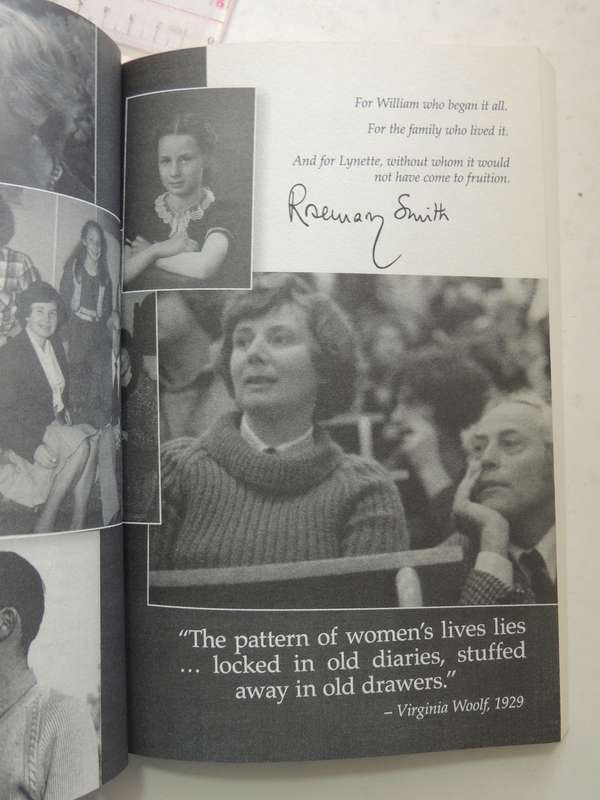 For William who began it all.
For the family who lived it.
And for Lynette, without whom it would
not have come to fruition.
Rosemary Smith
“The pattern of women’s lives lies
... locked in old diaries, stuffed
away in old drawers.”
– Virginia Woolf, 1929